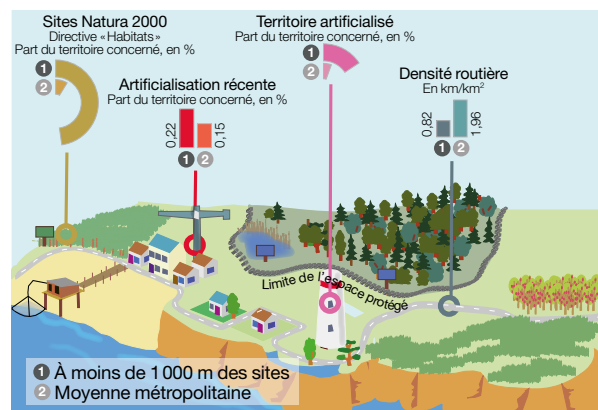 Sites Natura 2000
Directive «Habitats»
Part du territoire concerné, en %
1
2
Artificialisation récente
Part du territoire concerné, en %
0,22
0,15
1
2
Territoire artificialisé
Part du territoire concerné, en %
1
2
Densité routière
En km/km²
0,82
1,96
1
2
Limite de l'espace protégé
1 À moins de 1 000 m des sites
2 Moyenne métropolitaine